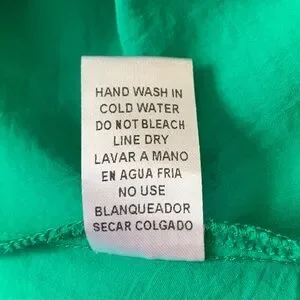 HAND WASH IN
COLD WATER
DO NOT BLEACH
LINE DRY
LAVAR A MANO
EN AGUA FRIA
NO USE
BLANQUEADOR
SECAR COLGADO